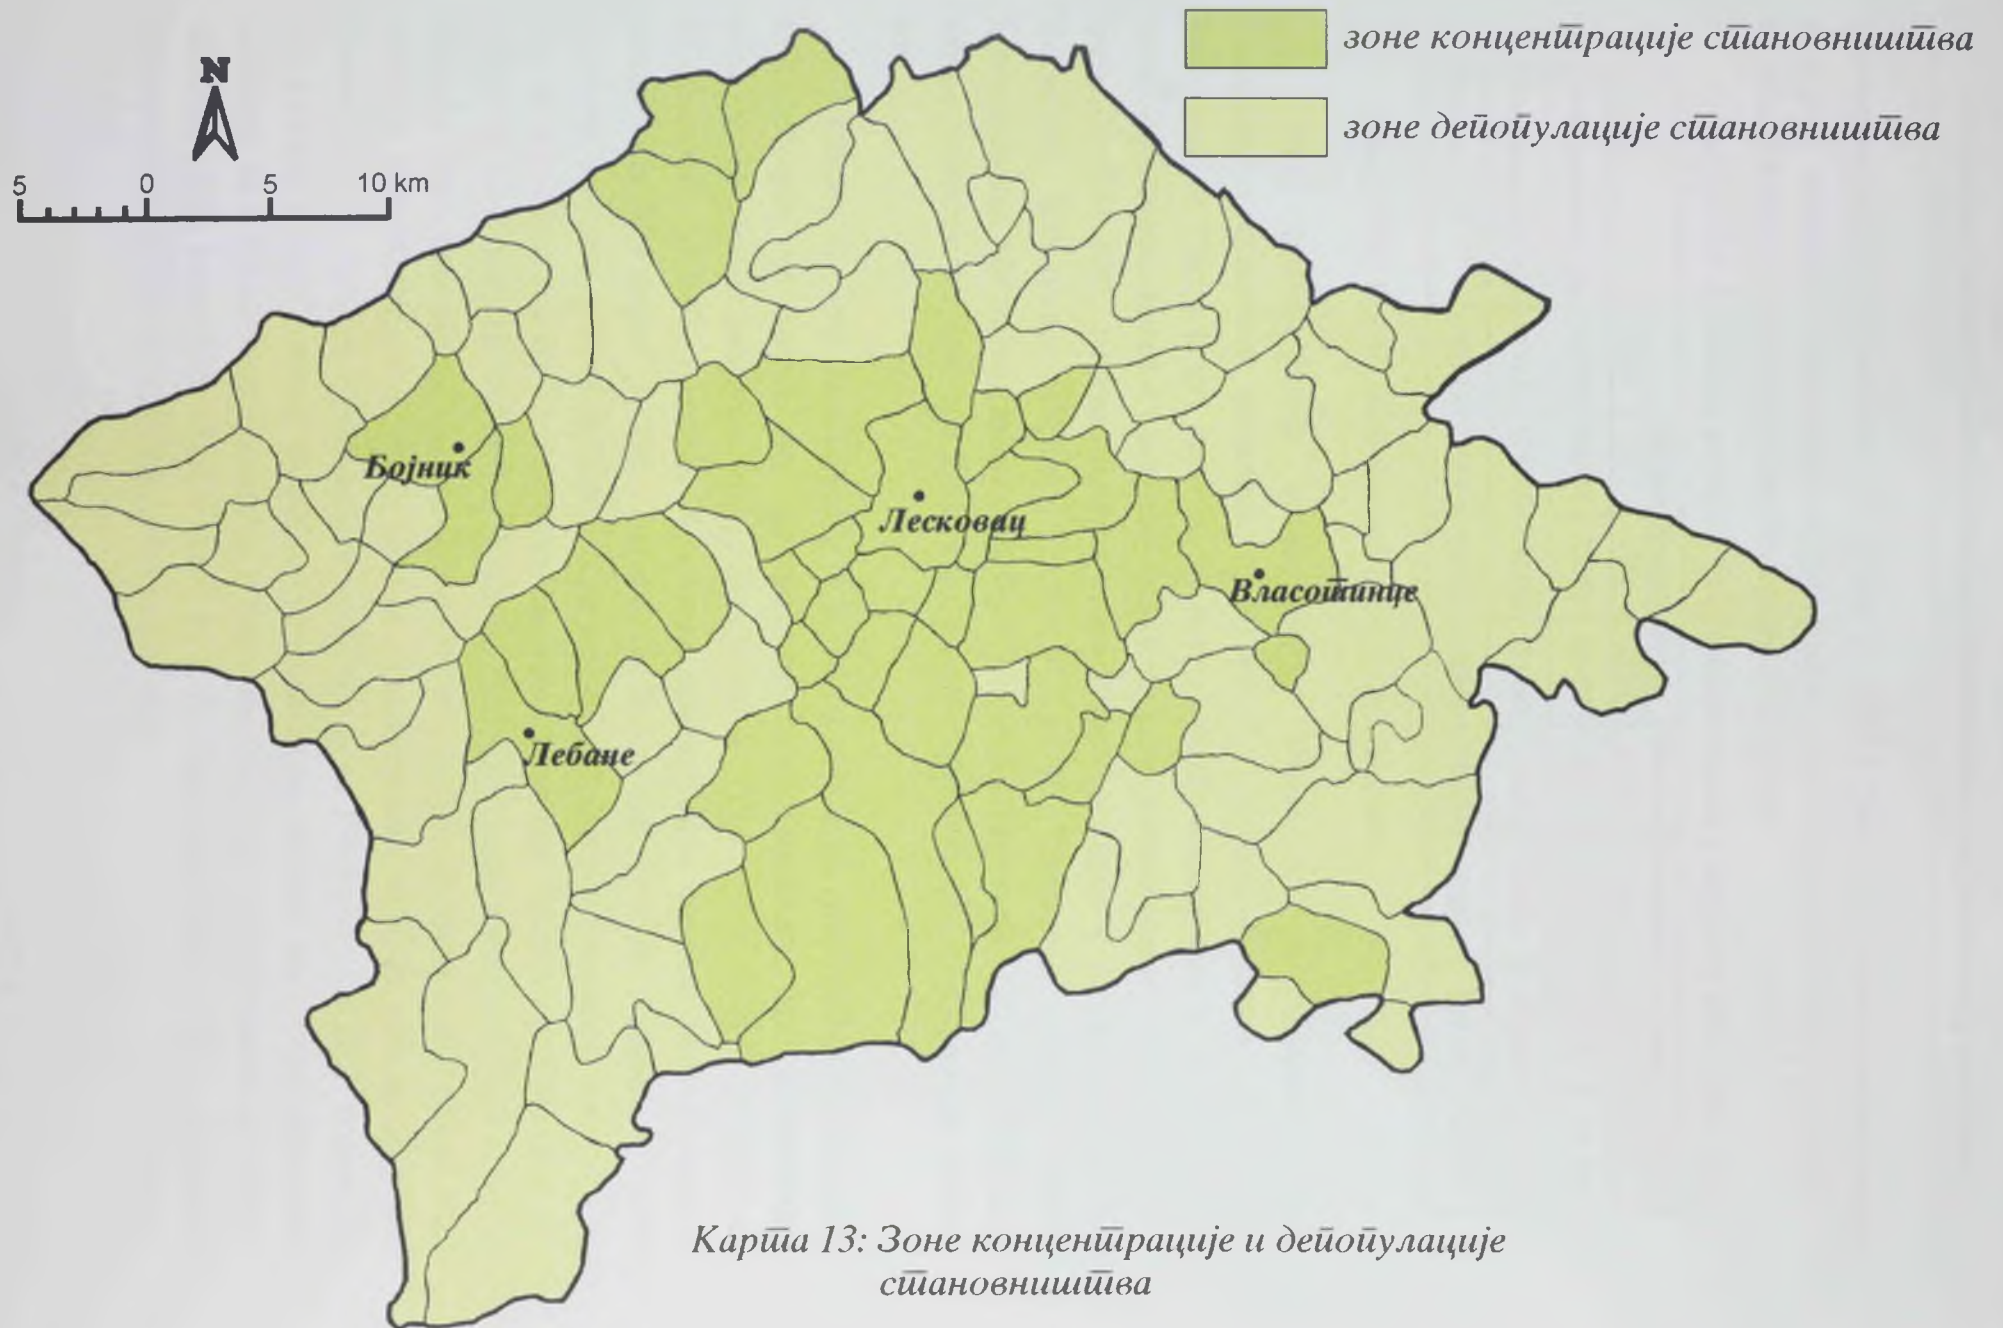 зоне концентрације становништва
N
зоне депопулације становништва
5 0 5 10 km
Бојник
Лесковац
Власотинце
Лебане
Карта 13: Зоне концентрације и депопулације
становништва